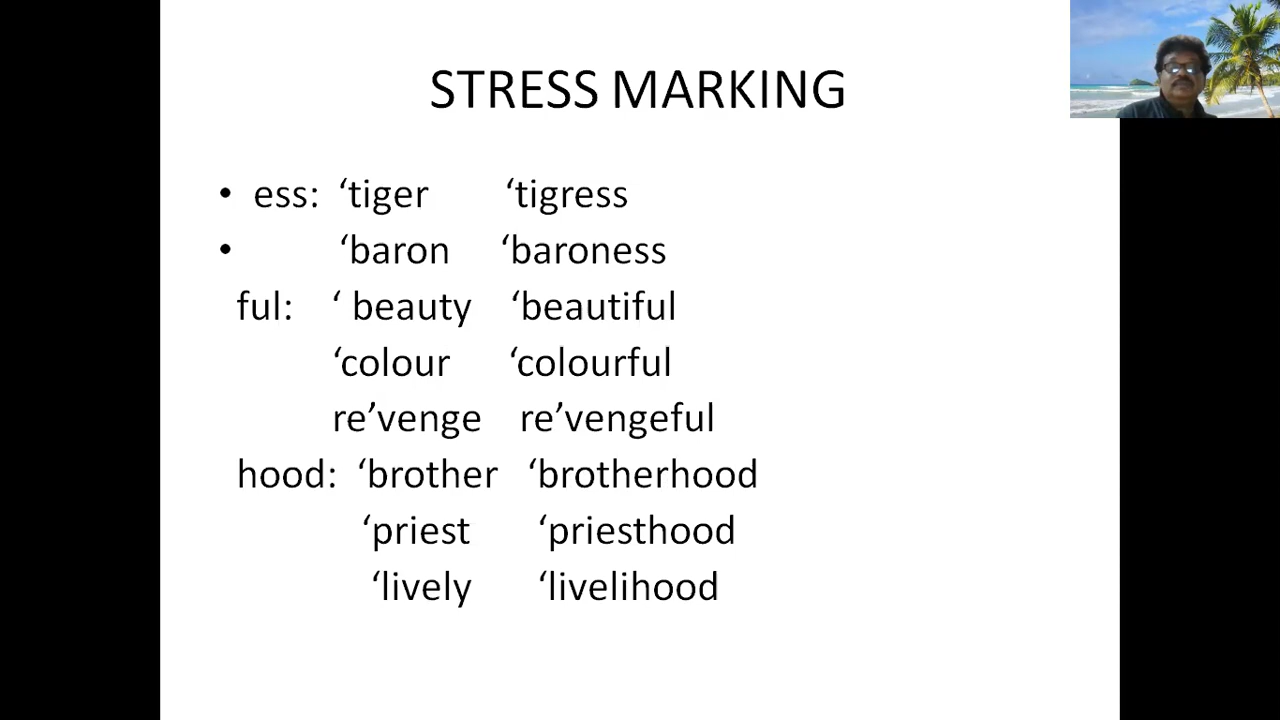 STRESS MARKING
• ess: ‘tiger ‘tigress
• ‘baron ‘baroness
ful: ‘ beauty ‘beautiful
‘colour ‘colourful
re’venge re’vengeful
hood: ‘brother ‘brotherhood
‘priest ‘priesthood
‘lively ‘livelihood